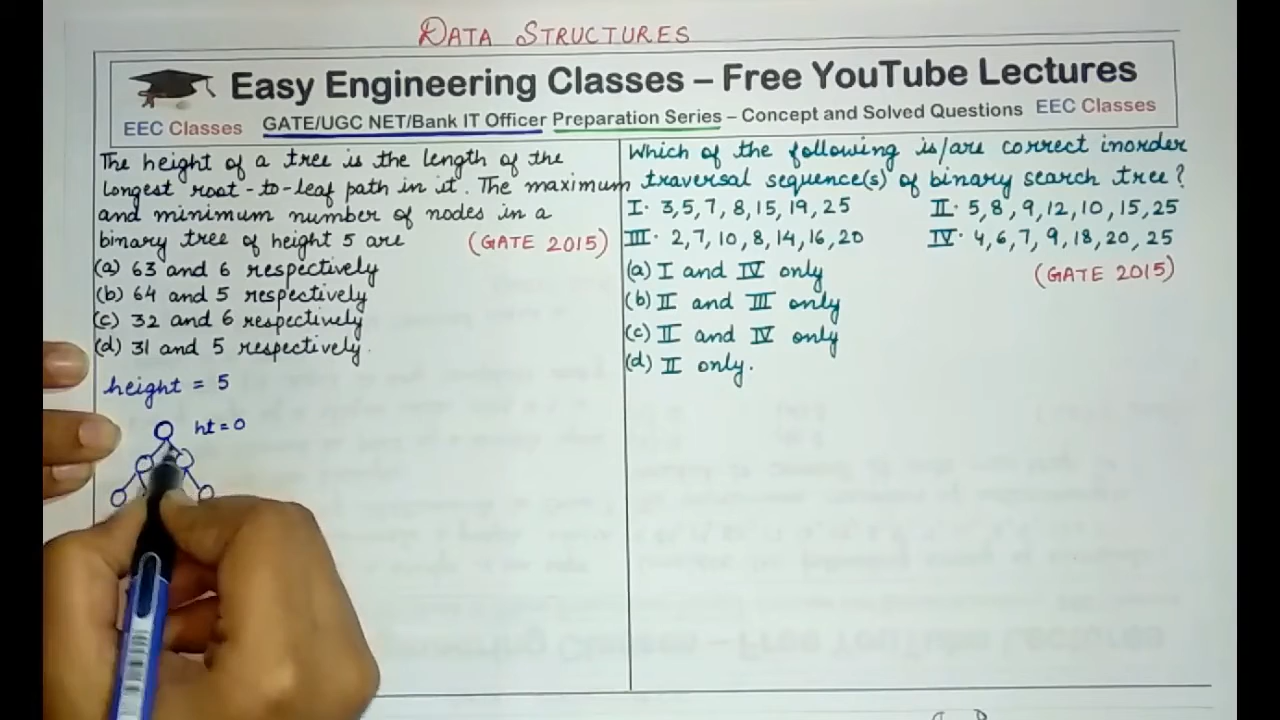 DATA STRUCTURES
Easy Engineering Classes – Free YouTube Lectures
EEC Classes GATE/UGC NET/Bank IT Officer Preparation Series – Concept and Solved Questions EEC Classes
The height of a tree is the length of the
longest root-to-leaf path in it. The maximum
and minimum number of nodes in a
binary tree of height 5 are (GATE 2015)
(a) 63 and 6 respectively
(b) 64 and 5 respectively
(c) 32 and 6 respectively
(d) 31 and 5 respectively.
height = 5
ht = 0
Which of the following is/are correct inorder
traversal sequence(s) of binary search tree?
I. 3, 5, 7, 8, 15, 19, 25 II. 5, 8, 9, 12, 10, 15, 25
III. 2, 7, 10, 8, 14, 16, 20 IV. 4, 6, 7, 9, 18, 20, 25
(a) I and IV only (GATE 2015)
(b) II and III only
(c) II and IV only
(d) II only.